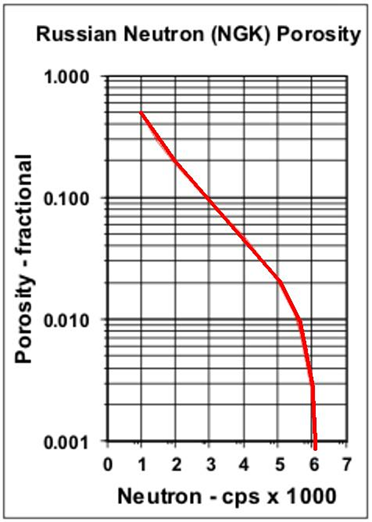 Russian Neutron (NGK) Porosity
1.000
0.100
0.010
0.001
Porosity - fractional
0 1 2 3 4 5 6 7
Neutron - cps x 1000